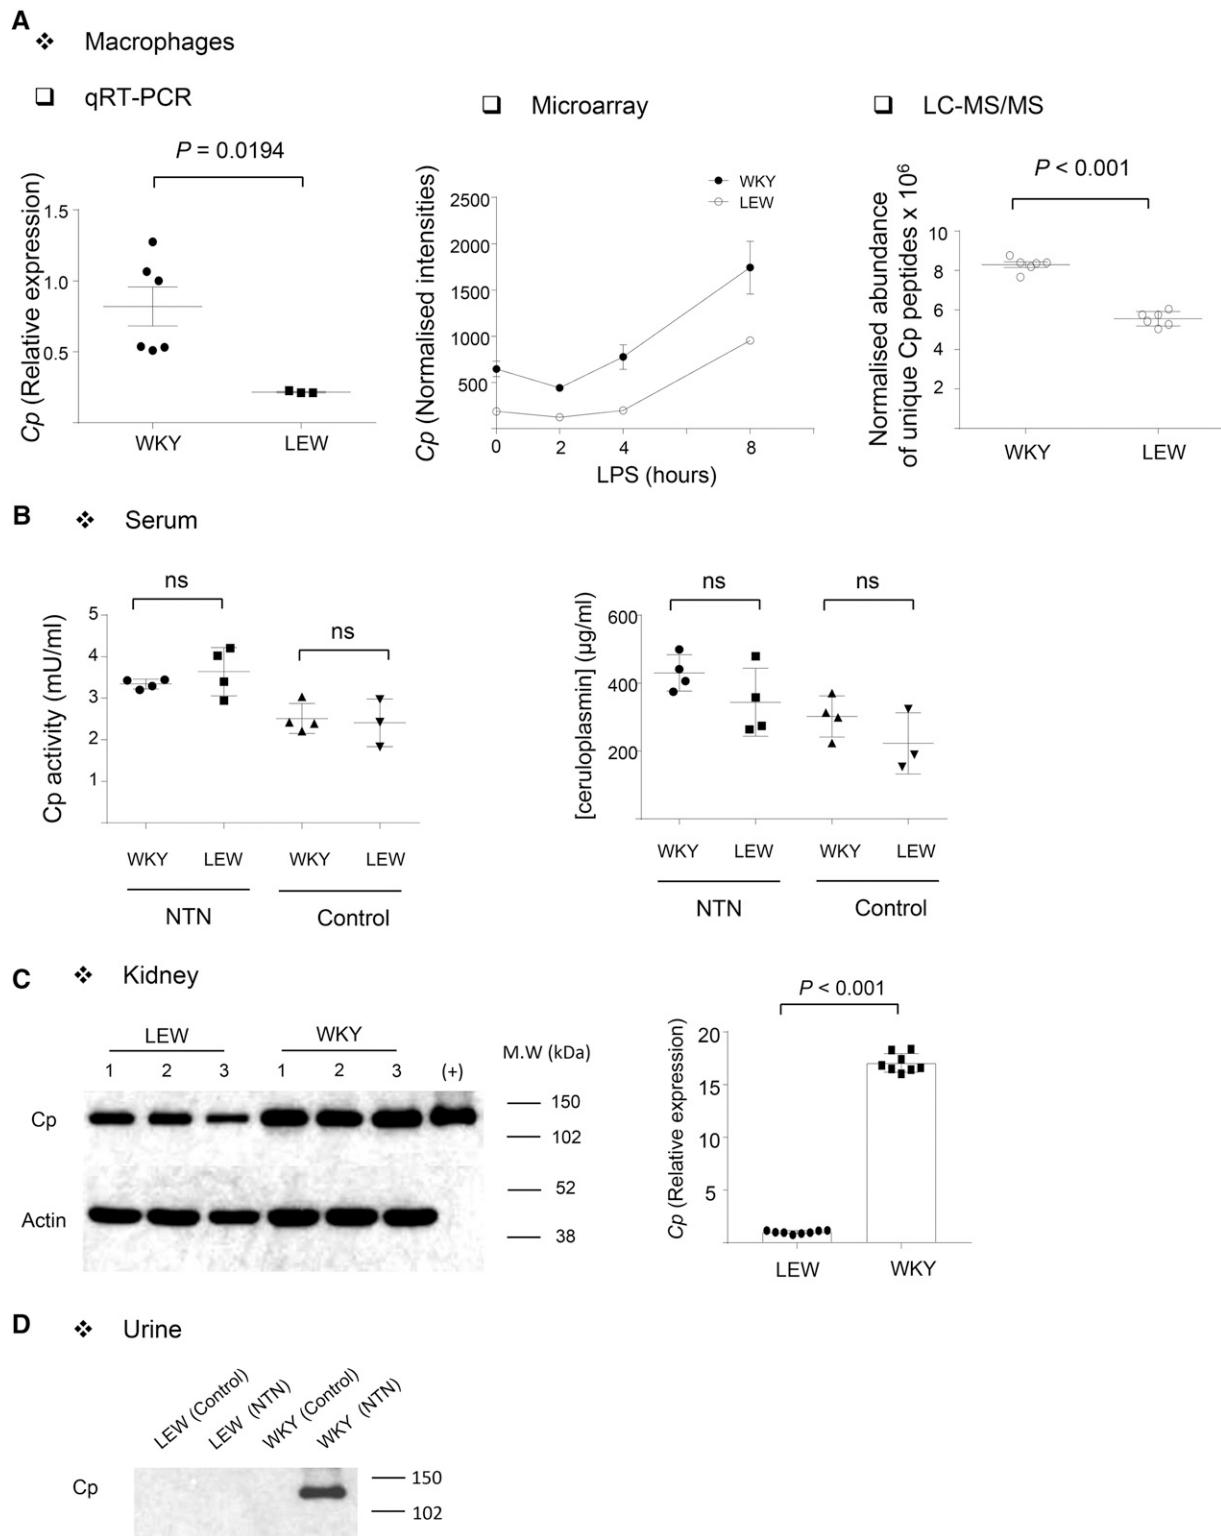 A
❖ Macrophages
❑ qRT-PCR
P = 0.0194
Cp (Relative expression)
1.5
1.0
0.5
WKY
LEW
❑ Microarray
WKY
LEW
Cp (Normalised intensities)
2500
2000
1500
1000
500
0 2 4 8
LPS (hours)
❑ LC-MS/MS
P < 0.001
Normalised abundance
of unique Cp peptides x 10⁶
10
8
6
4
2
WKY
LEW
B
❖ Serum
ns
ns
Cp activity (mU/ml)
5
4
3
2
1
WKY LEW WKY LEW
NTN Control
ns
ns
[ceruloplasmin] (µg/ml)
600
400
200
WKY LEW WKY LEW
NTN Control
C
❖ Kidney
LEW WKY
1 2 3 1 2 3 (+)
M.W (kDa)
Cp
150
102
52
Actin
38
P < 0.001
Cp (Relative expression)
20
15
10
5
LEW WKY
D
❖ Urine
LEW (Control)
LEW (NTN)
WKY (Control)
WKY (NTN)
Cp
150
102